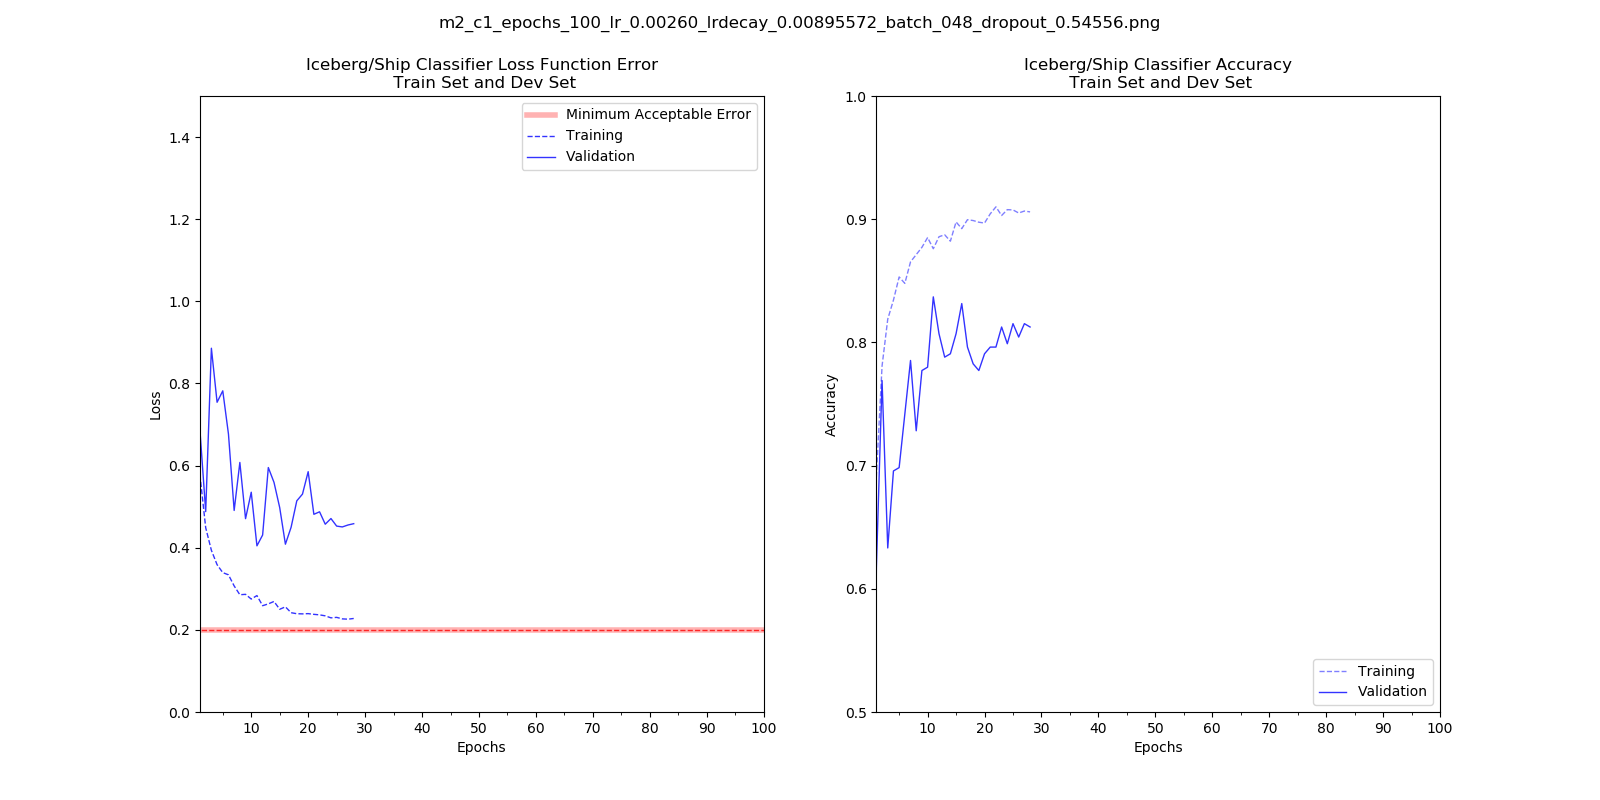 m2_c1_epochs_100_lr_0.00260_lrdecay_0.00895572_batch_048_dropout_0.54556.png
Iceberg/Ship Classifier Loss Function Error
Train Set and Dev Set
Minimum Acceptable Error
Training
Validation
1.4
1.2
1.0
0.8
0.6
0.4
0.2
0.0
Loss
10 20 30 40 50 60 70 80 90 100
Epochs
Iceberg/Ship Classifier Accuracy
Train Set and Dev Set
1.0
0.9
0.8
0.7
0.6
0.5
Accuracy
Training
Validation
10 20 30 40 50 60 70 80 90 100
Epochs